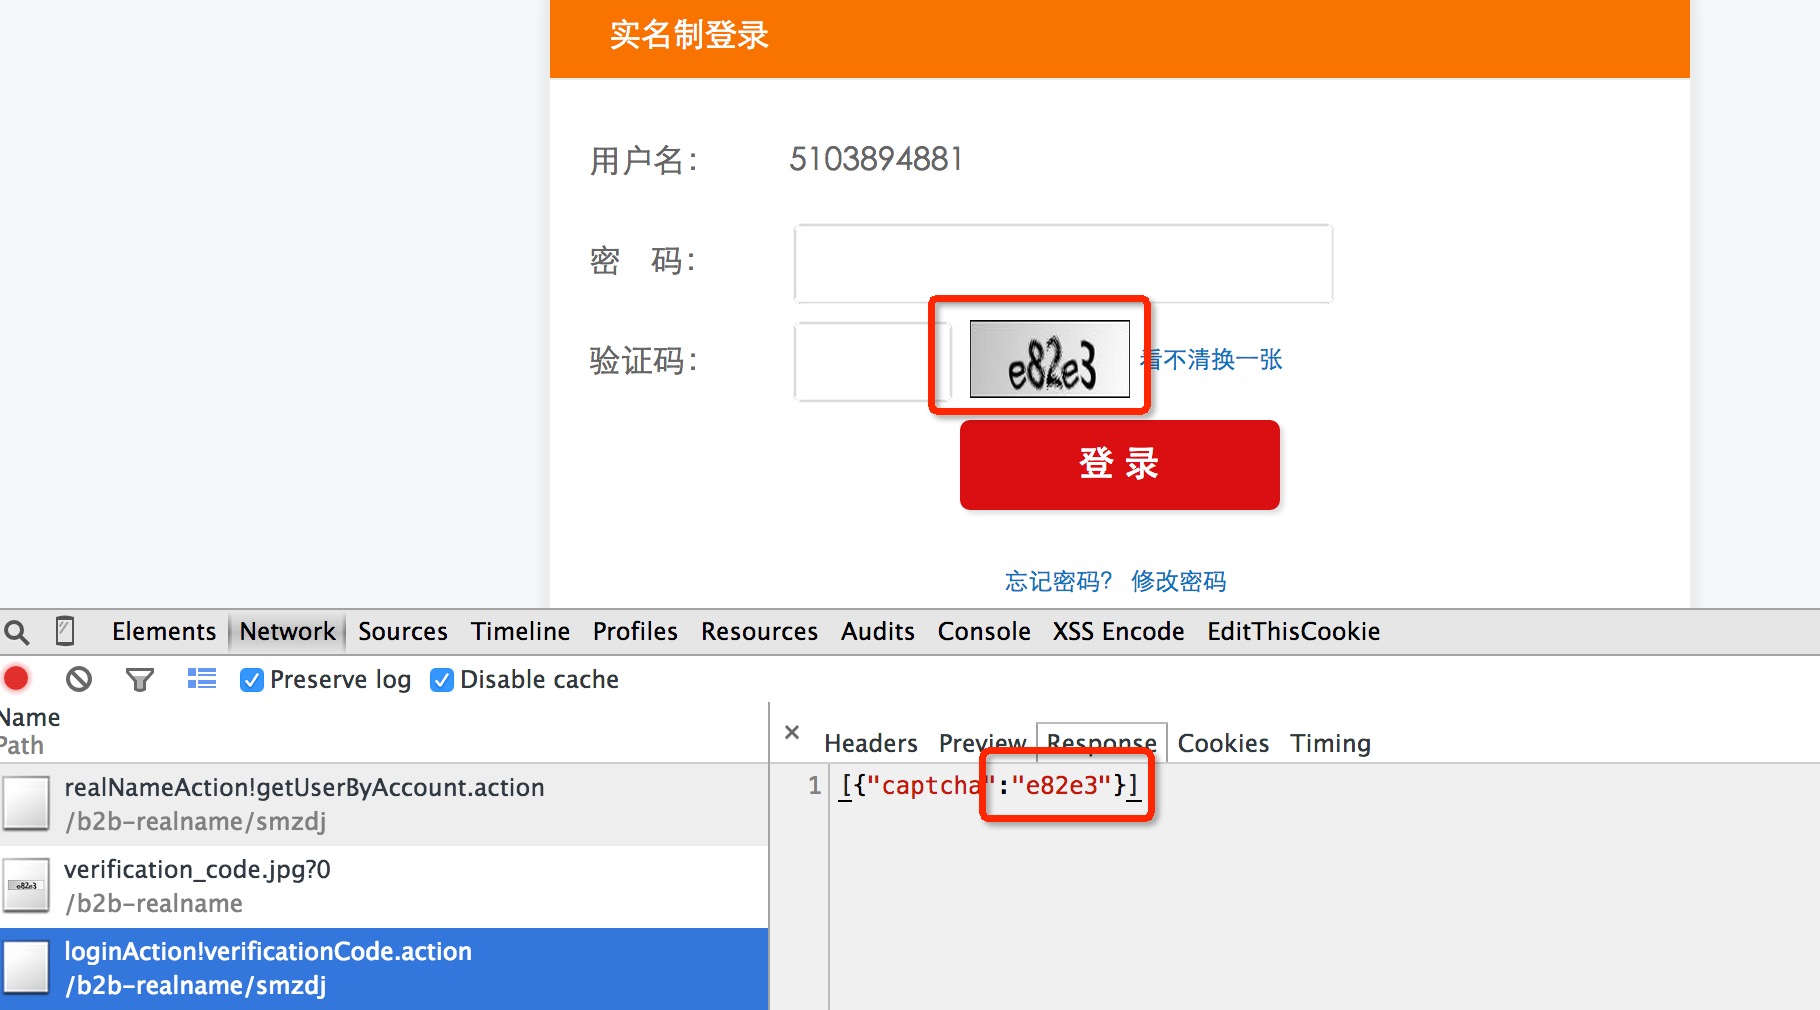 实名制登录
用户名： 5103894881
密 码：
验证码： e82e3 看不清换一张
登 录
忘记密码? 修改密码
Elements Network Sources Timeline Profiles Resources Audits Console XSS Encode EditThisCookie
Preserve log Disable cache
Name
Path
Headers Preview Response Cookies Timing
1 [{"captcha":"e82e3"}]
realNameAction!getUserByAccount.action
/b2b-realname/smzdj
verification_code.jpg?0
e82e3
/b2b-realname
loginAction!verificationCode.action
/b2b-realname/smzdj